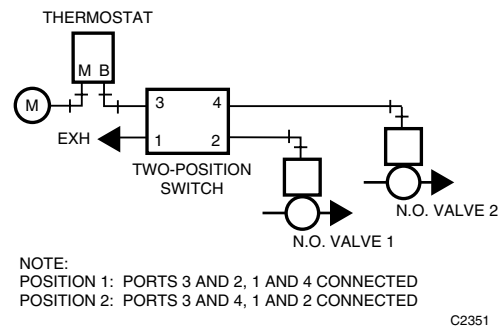 THERMOSTAT
M B
M
3 4
EXH
1 2
TWO-POSITION
SWITCH
N.O. VALVE 2
N.O. VALVE 1
NOTE:
POSITION 1: PORTS 3 AND 2, 1 AND 4 CONNECTED
POSITION 2: PORTS 3 AND 4, 1 AND 2 CONNECTED
C2351